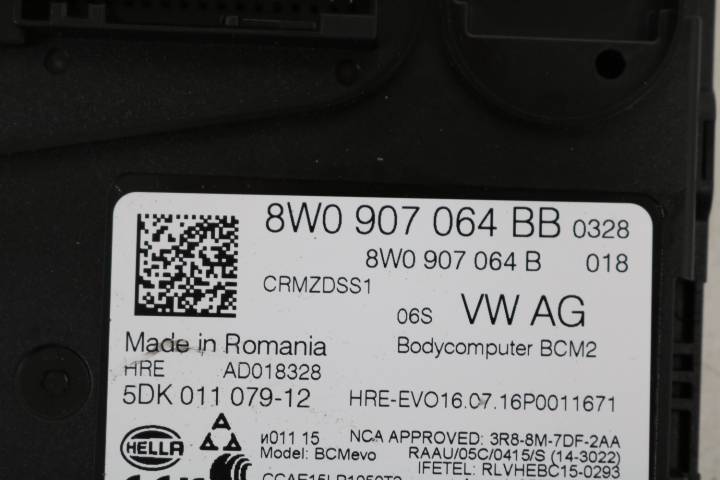 8W0 907 064 BB 0328
8W0 907 064 B 018
CRMZDSS1
06S VW AG
Made in Romania Bodycomputer BCM2
HRE AD018328
5DK 011 079-12 HRE-EVO16.07.16P0011671
HELLA
и011 15 NCA APPROVED: 3R8-8M-7DF-2AA
Model: BCMevo RAAU/05C/0415/S (14-3022)
IFETEL: RLVHEBC15-0293